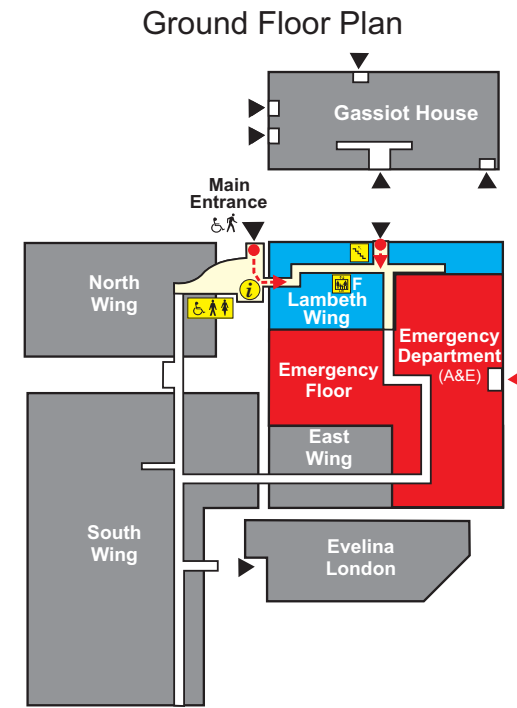 Ground Floor Plan
Gassiot House
Main
Entrance
North
Wing
i
F
Lambeth
Wing
Emergency
Department
(A&E)
Emergency
Floor
East
Wing
South
Wing
Evelina
London